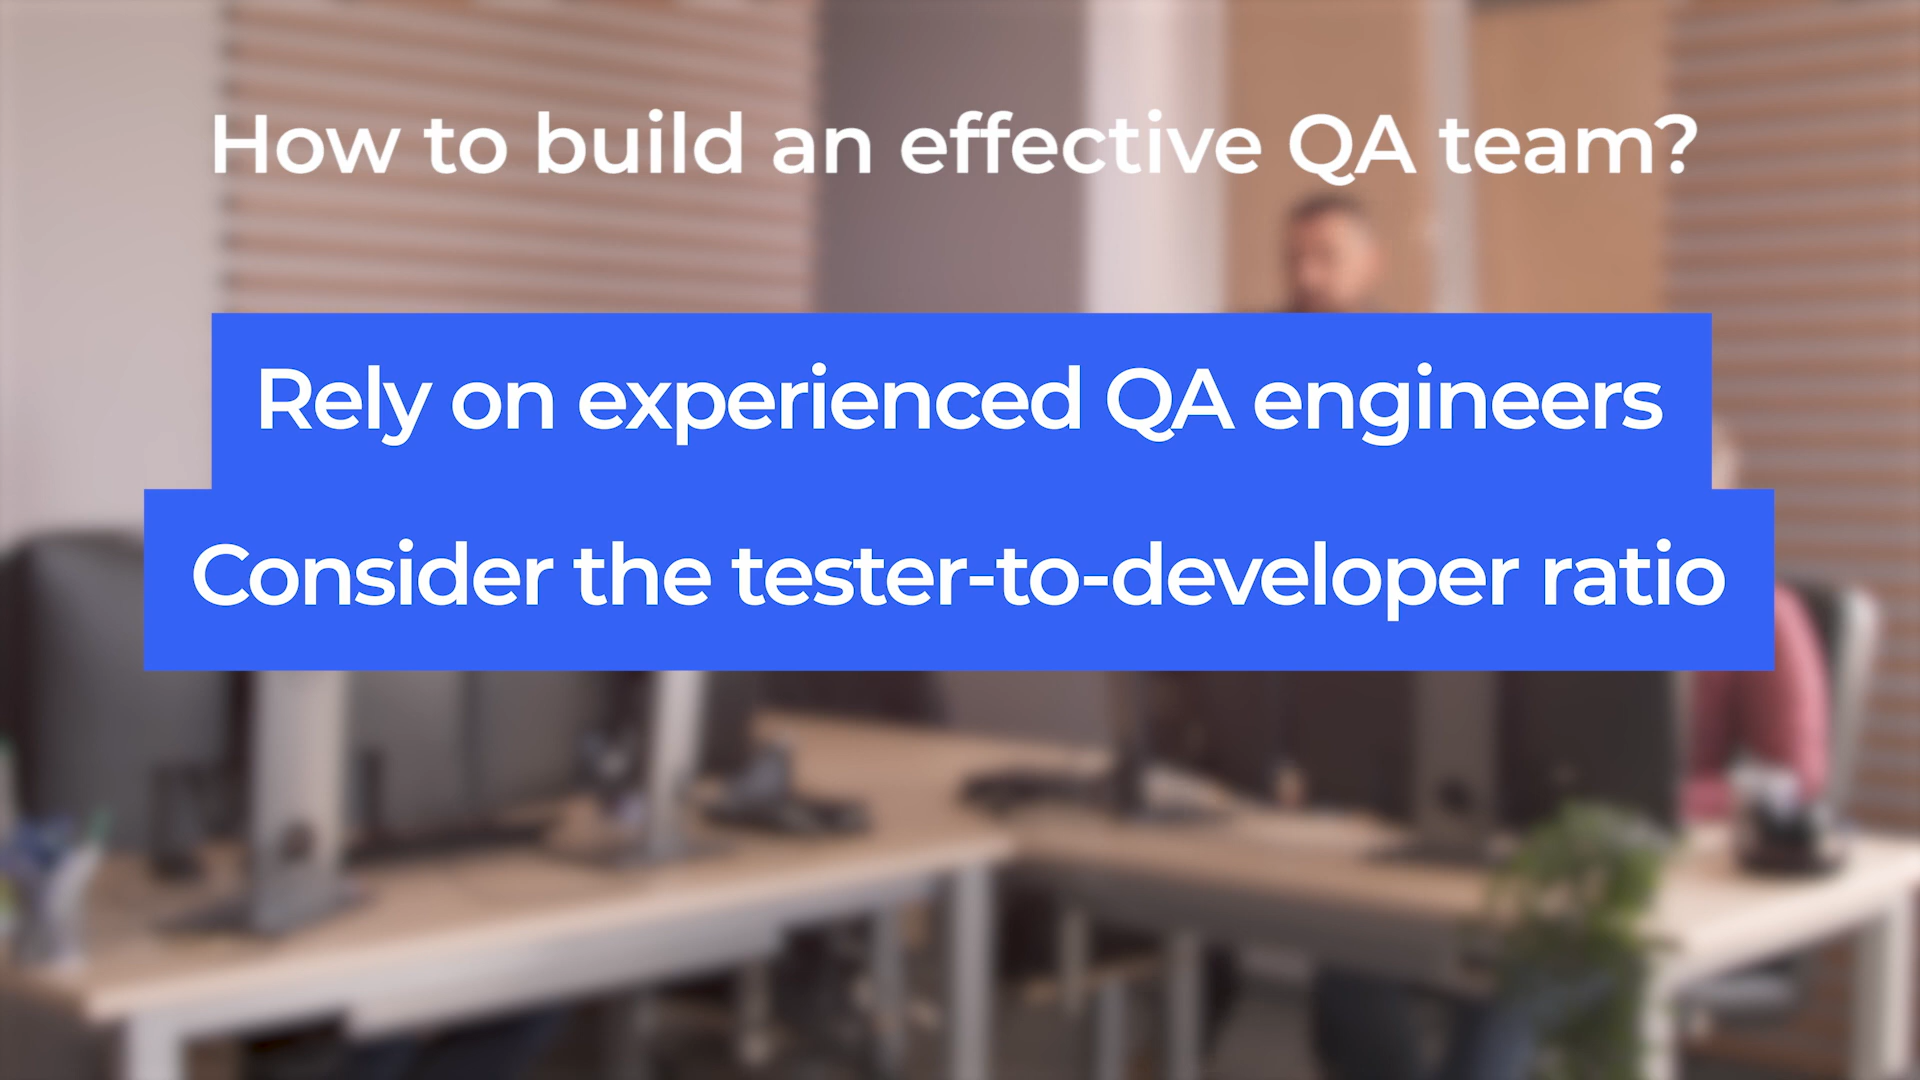 How to build an effective QA team?
Rely on experienced QA engineers
Consider the tester-to-developer ratio